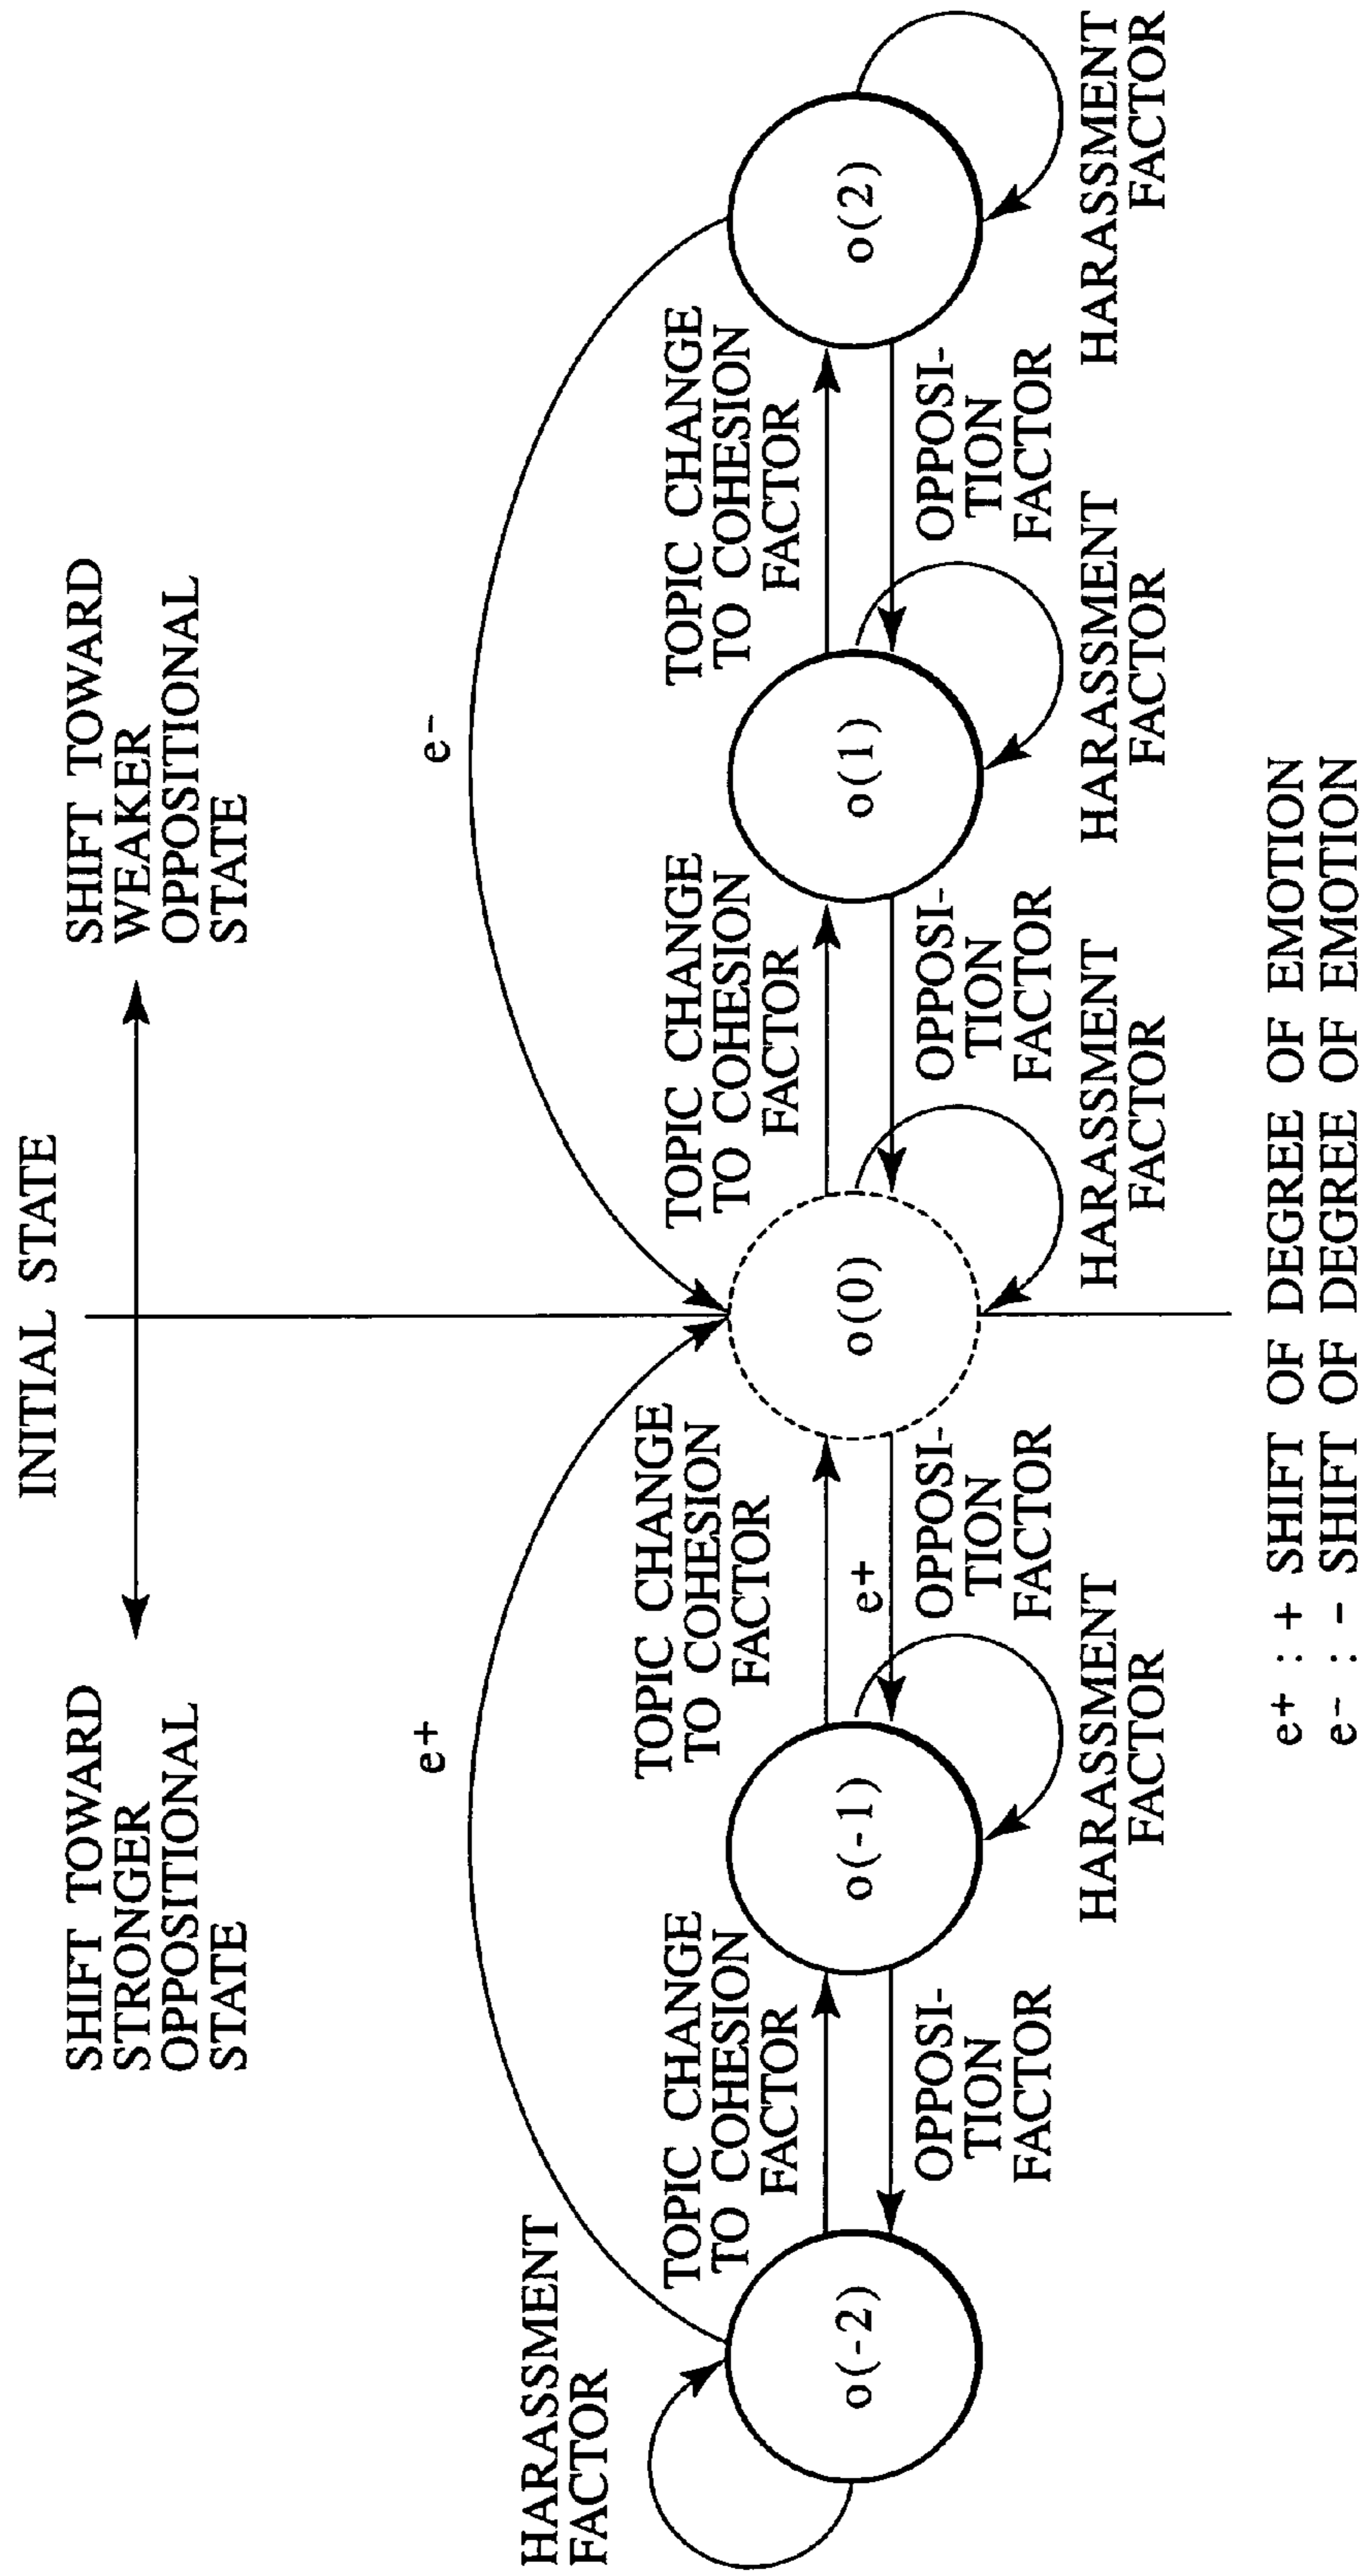 INITIAL STATE
SHIFT TOWARD
STRONGER
OPPOSITIONAL
STATE
SHIFT TOWARD
WEAKER
OPPOSITIONAL
STATE
e+
e-
HARASSMENT
FACTOR
TOPIC CHANGE
TO COHESION
FACTOR
TOPIC CHANGE
TO COHESION
FACTOR
TOPIC CHANGE
TO COHESION
FACTOR
TOPIC CHANGE
TO COHESION
FACTOR
o(-2)
o(-1)
e+
o(0)
o(1)
o(2)
OPPOSI-
TION
FACTOR
OPPOSI-
TION
FACTOR
OPPOSI-
TION
FACTOR
OPPOSI-
TION
FACTOR
HARASSMENT
FACTOR
HARASSMENT
FACTOR
HARASSMENT
FACTOR
HARASSMENT
FACTOR
e+ : + SHIFT OF DEGREE OF EMOTION
e- : - SHIFT OF DEGREE OF EMOTION